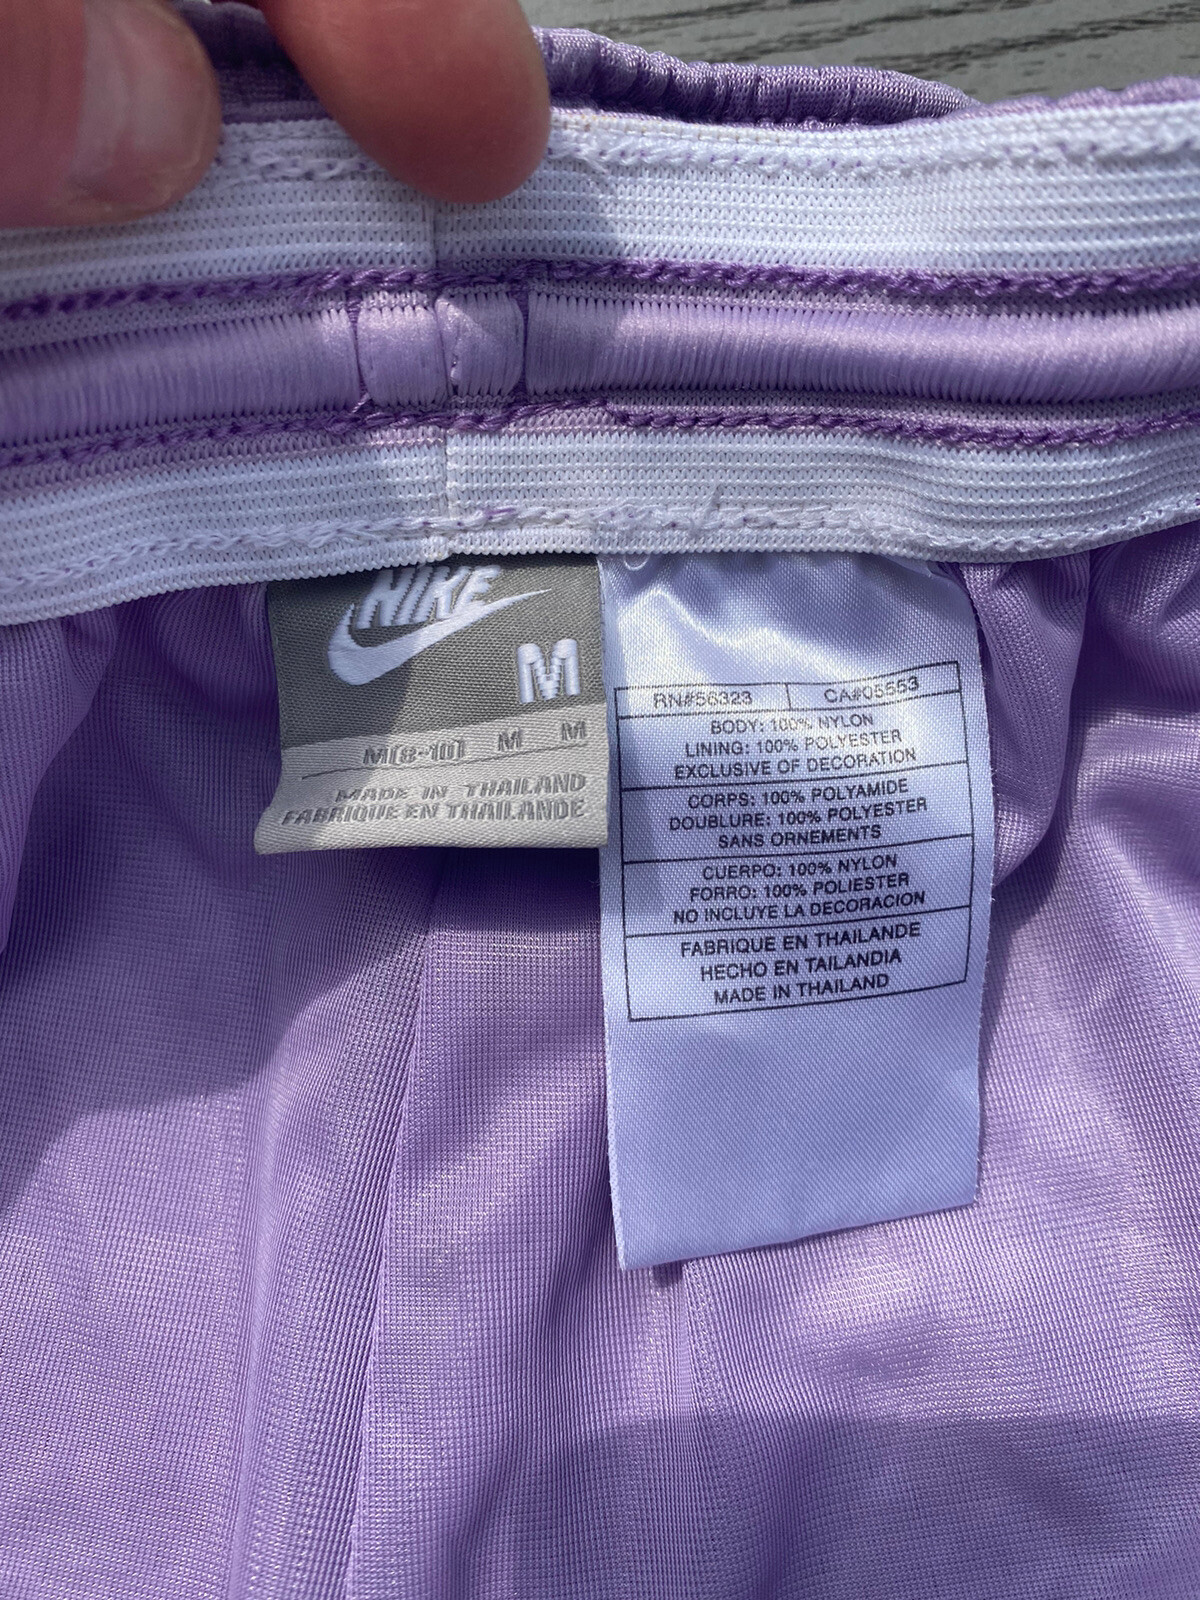 NIKE
M
M(8-10) M M
MADE IN THAILAND
FABRIQUE EN THAILANDE
RN#56323 CA#05553
BODY: 100% NYLON
LINING: 100% POLYESTER
EXCLUSIVE OF DECORATION
CORPS: 100% POLYAMIDE
DOUBLURE: 100% POLYESTER
SANS ORNEMENTS
CUERPO: 100% NYLON
FORRO: 100% POLIESTER
NO INCLUYE LA DECORACION
FABRIQUE EN THAILANDE
HECHO EN TAILANDIA
MADE IN THAILAND